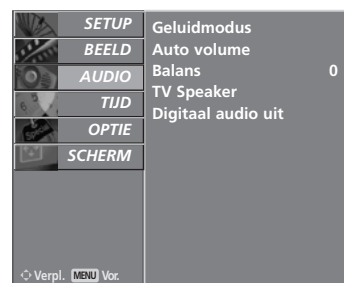 SETUP
BEELD
AUDIO
TIJD
OPTIE
SCHERM
Geluidmodus
Auto volume
Balans 0
TV Speaker
Digitaal audio uit
Verpl. MENU Vor.